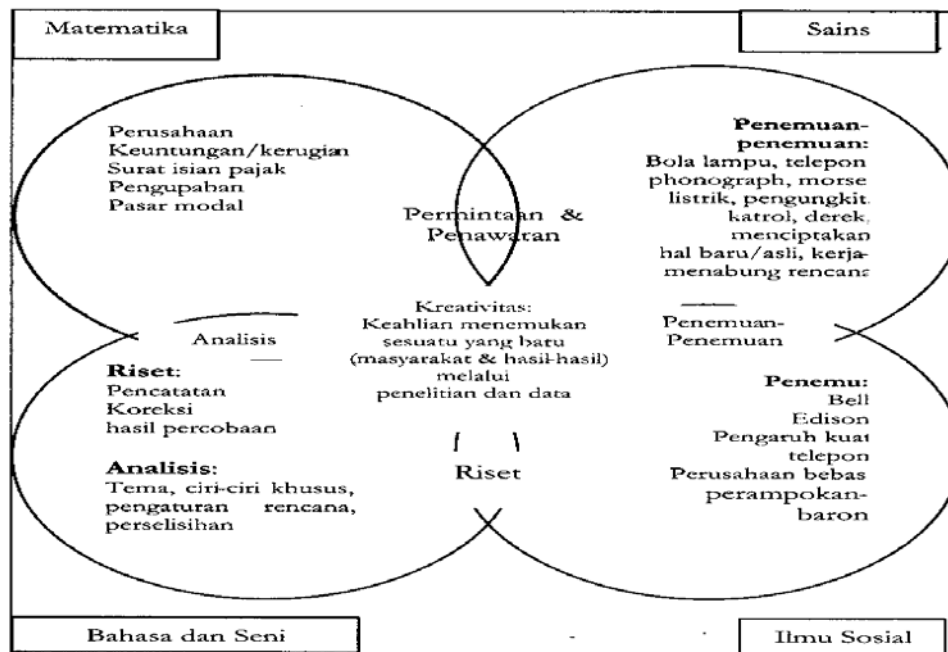 Matematika
Sains
Perusahaan
Keuntungan/kerugian
Surat isian pajak
Pengupahan
Pasar modal
Permintaan &
Penawaran
Penemuan-
penemuan:
Bola lampu, telepon
phonograph, morse
listrik, pengungkit
katrol, derek,
menciptakan
hal baru/asli, kerja-
menabung rencana
Analisis
Kreativitas:
Keahlian menemukan
sesuatu yang baru
(masyarakat & hasil-hasil)
melalui
penelitian dan data
Penemuan-
Penemuan
Riset:
Pencatatan
Koreksi
hasil percobaan
Analisis:
Tema, ciri-ciri khusus,
pengaturan rencana,
perselisihan
Riset
Penemu:
Bell
Edison
Pengaruh kuat
telepon
Perusahaan bebas
perampokan-
baron
Bahasa dan Seni
Ilmu Sosial